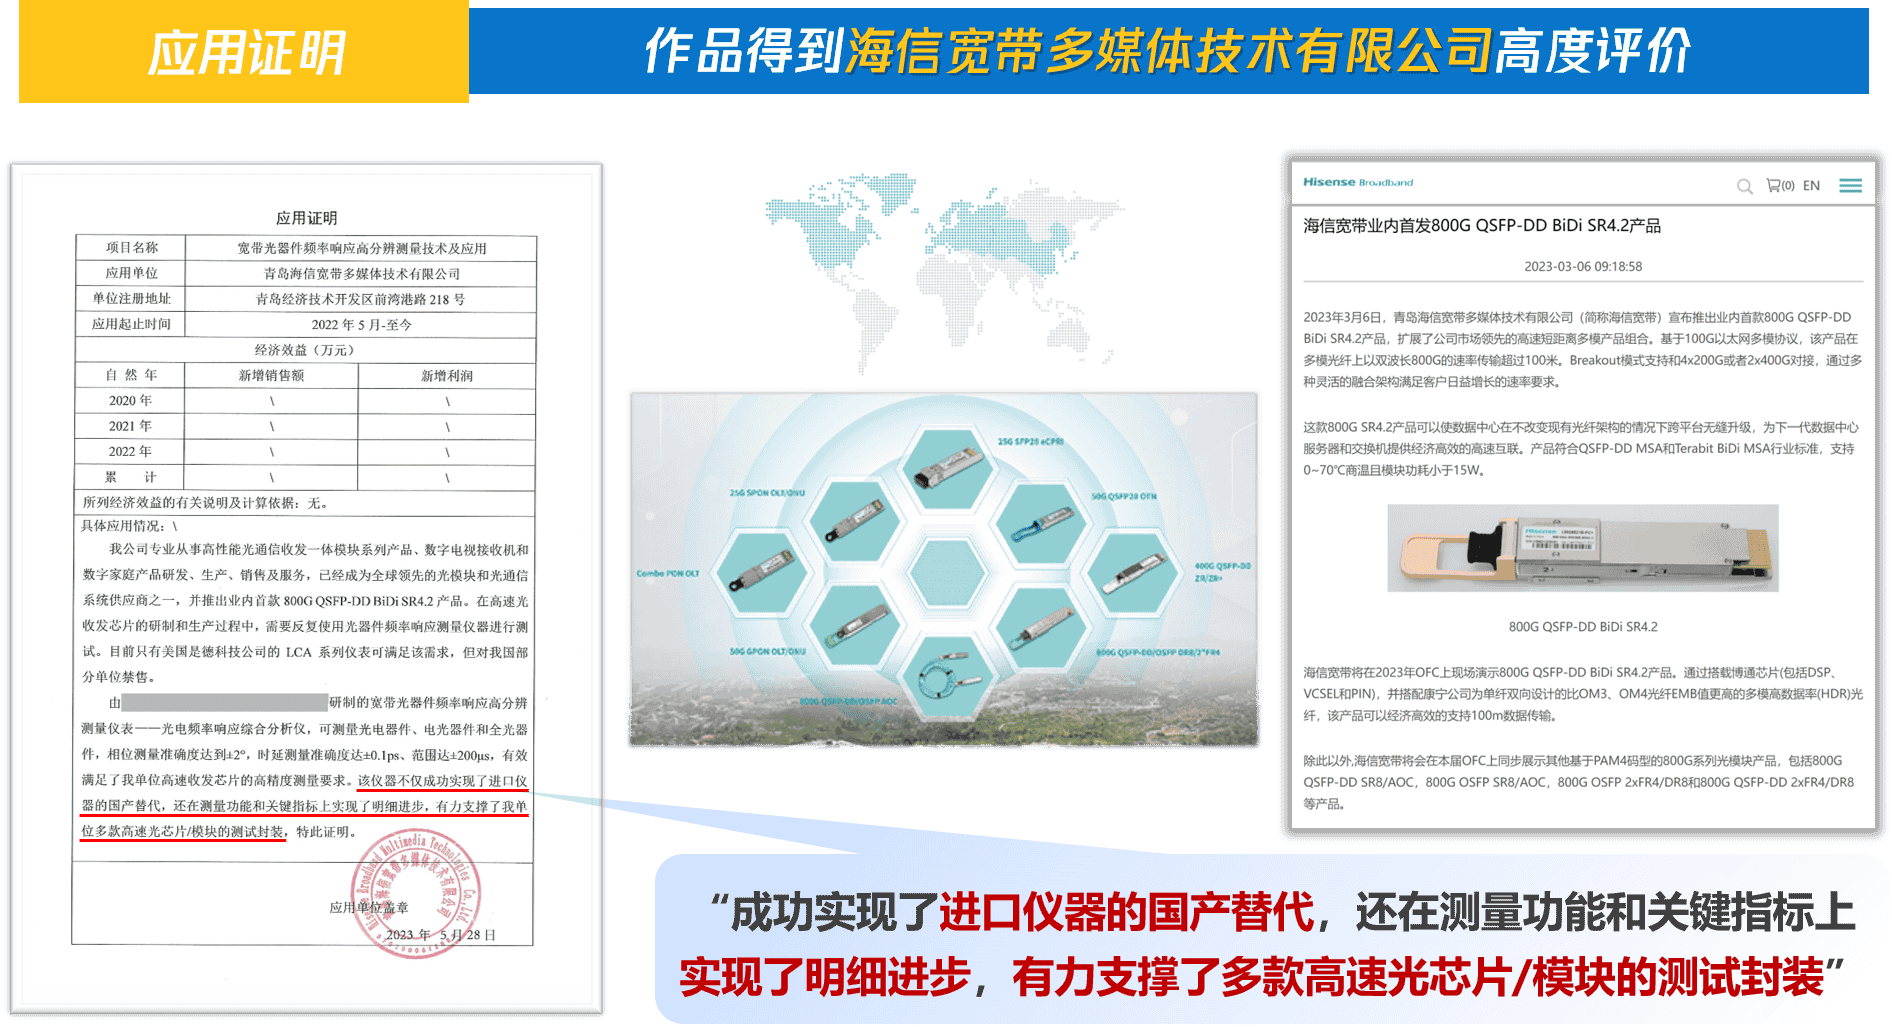 应用证明
作品得到海信宽带多媒体技术有限公司高度评价
应用证明
项目名称 宽带光器件频率响应高分辨测量技术及应用
应用单位 青岛海信宽带多媒体技术有限公司
单位注册地址 青岛经济技术开发区前湾港路 218 号
应用起止时间 2022 年 5 月-至今
经济效益（万元）
自 然 年 新增销售额 新增利润
2020 年 \ \
2021 年 \ \
2022 年 \ \
累 计 \ \
所列经济效益的有关说明及计算依据：无。
具体应用情况：\
我公司专业从事高性能光通信收发一体模块系列产品、数字电视接收机和
数字家庭产品研发、生产、销售及服务，已经成为全球领先的光模块和光通信
系统供应商之一，并推出业内首款 800G QSFP-DD BiDi SR4.2 产品。在高速光
收发芯片的研制和生产过程中，需要反复使用光器件频率响应测量仪器进行测
试。目前只有美国是德科技公司的 LCA 系列仪表可满足该需求，但对我国部
分单位禁售。
由
研制的宽带光器件频率响应高分辨
测量仪表——光电频率响应综合分析仪，可测量光电器件、电光器件和全光器
件，相位测量准确度达到±2°，时延测量准确度达±0.1ps、范围达±200μs，有效
满足了我单位高速收发芯片的高精度测量要求。该仪器不仅成功实现了进口仪
器的国产替代，还在测量功能和关键指标上实现了明细进步，有力支撑了我单
位多款高速光芯片/模块的测试封装，特此证明。
应用单位盖章
2023 年 5 月 28 日
25G SFP28 eCPRI
25G SPON OLT/ONU
50G QSFP28 OTN
Combo PON OLT
400G QSFP-DD
ZR/ZR+
50G GPON OLT/ONU
800G QSFP-DD/OSFP DR8/2*FR4
800G QSFP-DD/OSFP AOC
Hisense Broadband
(0) EN
海信宽带业内首发800G QSFP-DD BiDi SR4.2产品
2023-03-06 09:18:58
2023年3月6日，青岛海信宽带多媒体技术有限公司（简称海信宽带）宣布推出业内首款800G QSFP-DD
BiDi SR4.2产品，扩展了公司市场领先的高速短距离多模产品组合。基于100G以太网多模协议，该产品在
多模光纤上以双波长800G的速率传输超过100米。Breakout模式支持和4x200G或者2x400G对接，通过多
种灵活的融合架构满足客户日益增长的速率要求。
这款800G SR4.2产品可以使数据中心在不改变现有光纤架构的情况下跨平台无缝升级，为下一代数据中心
服务器和交换机提供经济高效的高速互联。产品符合QSFP-DD MSA和Terabit BiDi MSA行业标准，支持
0~70℃商温且模块功耗小于15W。
800G QSFP-DD BiDi SR4.2
海信宽带将在2023年OFC上现场演示800G QSFP-DD BiDi SR4.2产品。通过搭载博通芯片(包括DSP、
VCSEL和PIN)，并搭配康宁公司为单纤双向设计的比OM3、OM4光纤EMB值更高的多模高数据率(HDR)光
纤，该产品可以经济高效的支持100m数据传输。
除此以外,海信宽带将会在本届OFC上同步展示其他基于PAM4码型的800G系列光模块产品，包括800G
QSFP-DD SR8/AOC，800G OSFP SR8/AOC，800G OSFP 2xFR4/DR8和800G QSFP-DD 2xFR4/DR8
等产品。
“成功实现了进口仪器的国产替代，还在测量功能和关键指标上
实现了明细进步，有力支撑了多款高速光芯片/模块的测试封装”